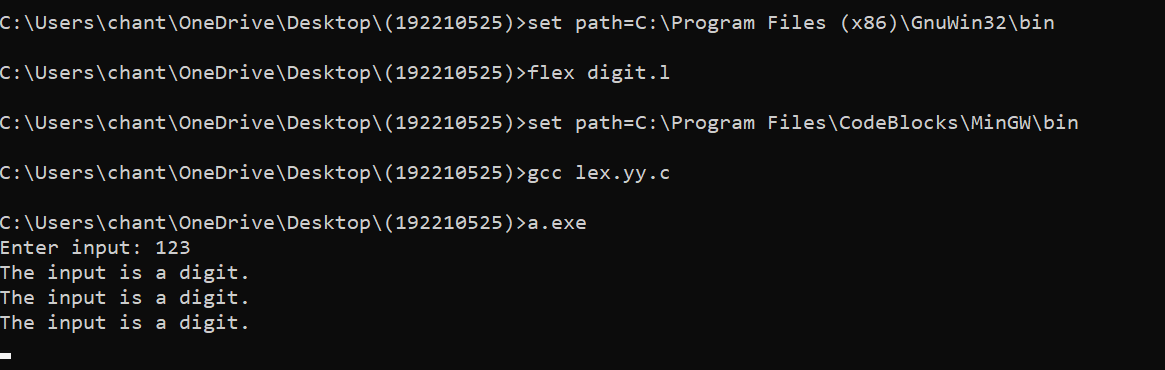 C:\Users\chant\OneDrive\Desktop\(192210525)>set path=C:\Program Files (x86)\GnuWin32\bin
C:\Users\chant\OneDrive\Desktop\(192210525)>flex digit.l
C:\Users\chant\OneDrive\Desktop\(192210525)>set path=C:\Program Files\CodeBlocks\MinGW\bin
C:\Users\chant\OneDrive\Desktop\(192210525)>gcc lex.yy.c
C:\Users\chant\OneDrive\Desktop\(192210525)>a.exe
Enter input: 123
The input is a digit.
The input is a digit.
The input is a digit.